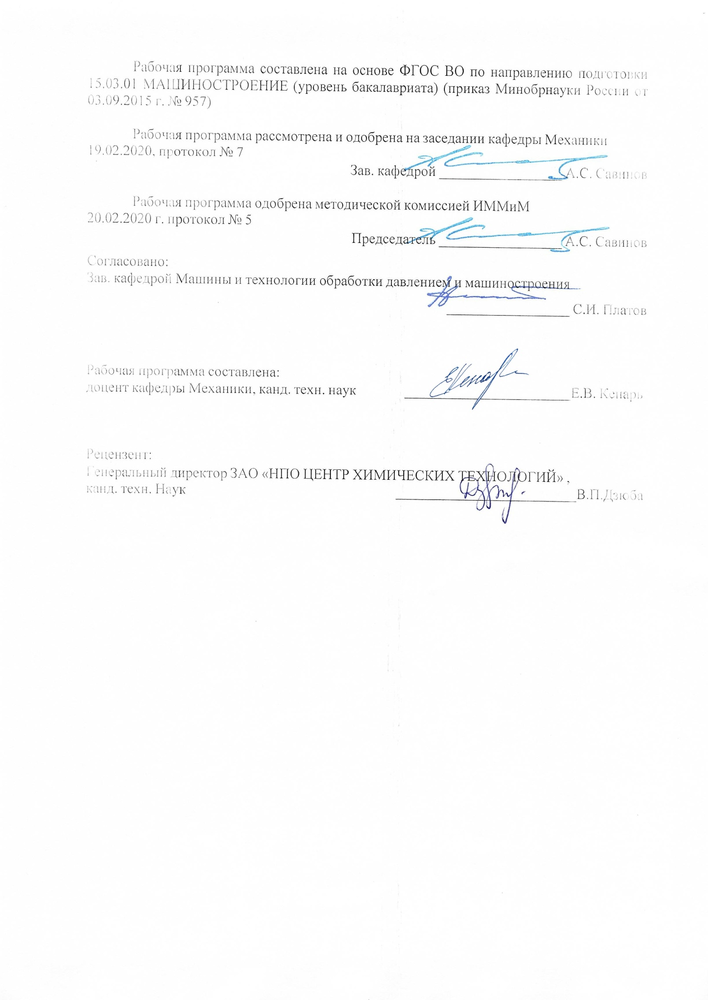 Рабочая программа составлена на основе ФГОС ВО по направлению подготовки
15.03.01 МАШИНОСТРОЕНИЕ (уровень бакалавриата) (приказ Минобрнауки России от
03.09.2015 г. № 957)
Рабочая программа рассмотрена и одобрена на заседании кафедры Механики
19.02.2020, протокол № 7
Зав. кафедрой __________________ А.С. Савинов
Рабочая программа одобрена методической комиссией ИММиМ
20.02.2020 г. протокол № 5
Председатель __________________ А.С. Савинов
Согласовано:
Зав. кафедрой Машины и технологии обработки давлением и машиностроения
__________________ С.И. Платов
Рабочая программа составлена:
доцент кафедры Механики, канд. техн. наук ________________________ Е.В. Кенарь
Рецензент:
Генеральный директор ЗАО «НПО ЦЕНТР ХИМИЧЕСКИХ ТЕХНОЛОГИЙ» ,
канд. техн. Наук __________________________ В.П.Дзюба